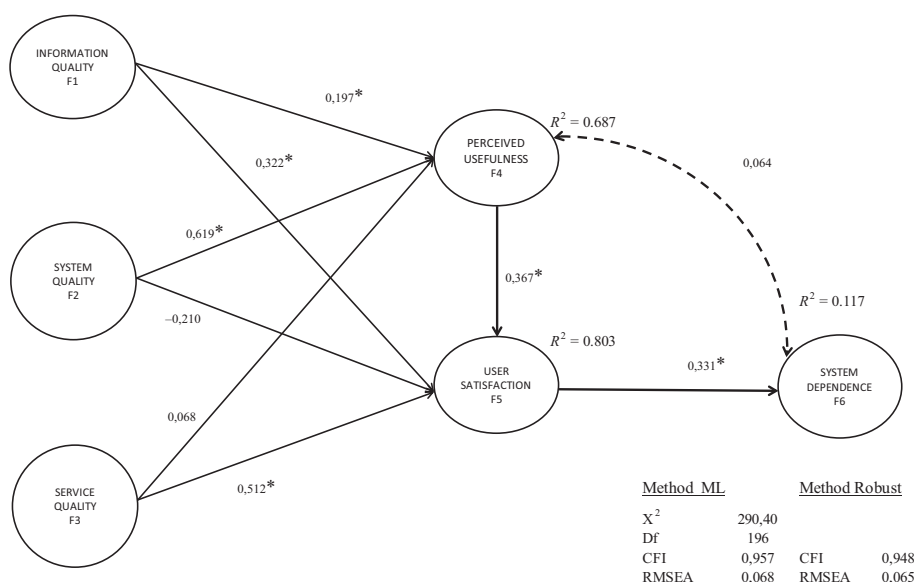 INFORMATION
QUALITY
F1
0,197*
R² = 0.687
PERCEIVED
USEFULNESS
F4
0,322*
0,064
0,619*
SYSTEM
QUALITY
F2
0,367*
R² = 0.117
–0,210
R² = 0.803
USER
SATISFACTION
F5
0,331*
SYSTEM
DEPENDENCE
F6
0,068
0,512*
SERVICE
QUALITY
F3
Method ML Method Robust
X² 290,40
Df 196
CFI 0,957 CFI 0,948
RMSEA 0,068 RMSEA 0,065